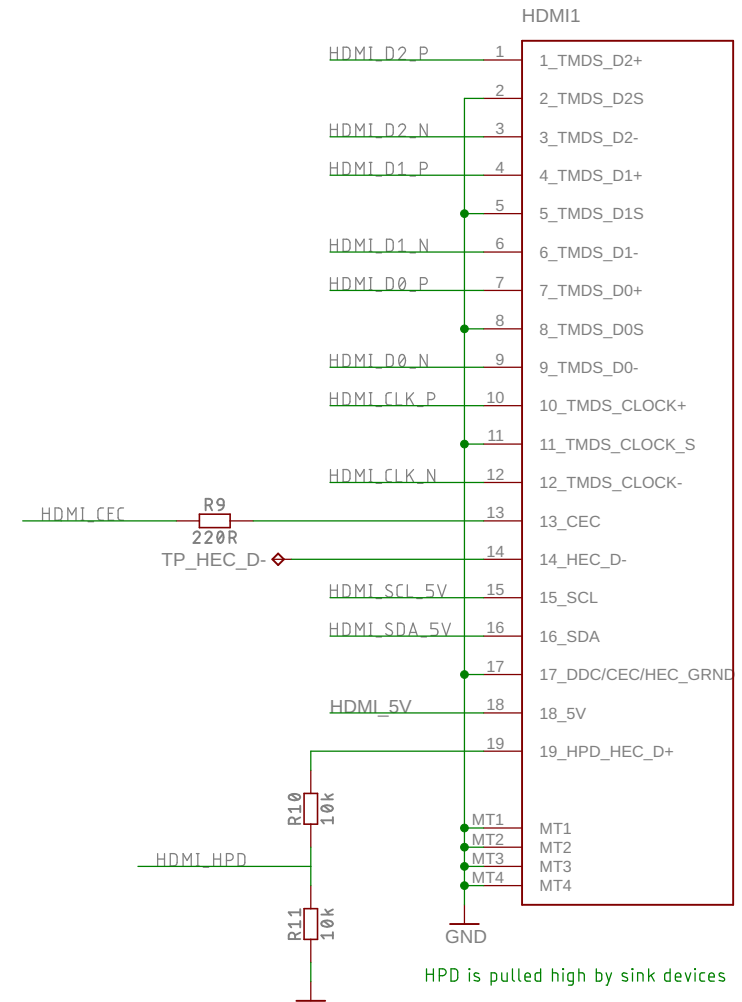 HDMI1
HDMI_D2_P 1 1_TMDS_D2+
2 2_TMDS_D2S
HDMI_D2_N 3 3_TMDS_D2-
HDMI_D1_P 4 4_TMDS_D1+
5 5_TMDS_D1S
HDMI_D1_N 6 6_TMDS_D1-
HDMI_D0_P 7 7_TMDS_D0+
8 8_TMDS_D0S
HDMI_D0_N 9 9_TMDS_D0-
HDMI_CLK_P 10 10_TMDS_CLOCK+
11 11_TMDS_CLOCK_S
HDMI_CLK_N 12 12_TMDS_CLOCK-
R9
HDMI_CEC 13 13_CEC
220R
TP_HEC_D- 14 14_HEC_D-
HDMI_SCL_5V 15 15_SCL
HDMI_SDA_5V 16 16_SDA
17 17_DDC/CEC/HEC_GRND
HDMI_5V 18 18_5V
19 19_HPD_HEC_D+
R10 10k
MT1 MT1
MT2 MT2
MT3 MT3
MT4 MT4
HDMI_HPD
R11 10k
GND
HPD is pulled high by sink devices